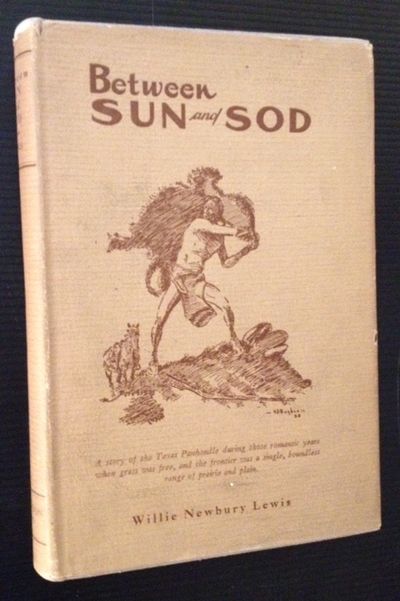 Between
SUN and SOD
A story of the Texas Panhandle during those romantic years
when grass was free, and the frontier was a single, boundless
range of prairie and plain.
Willie Newbury Lewis